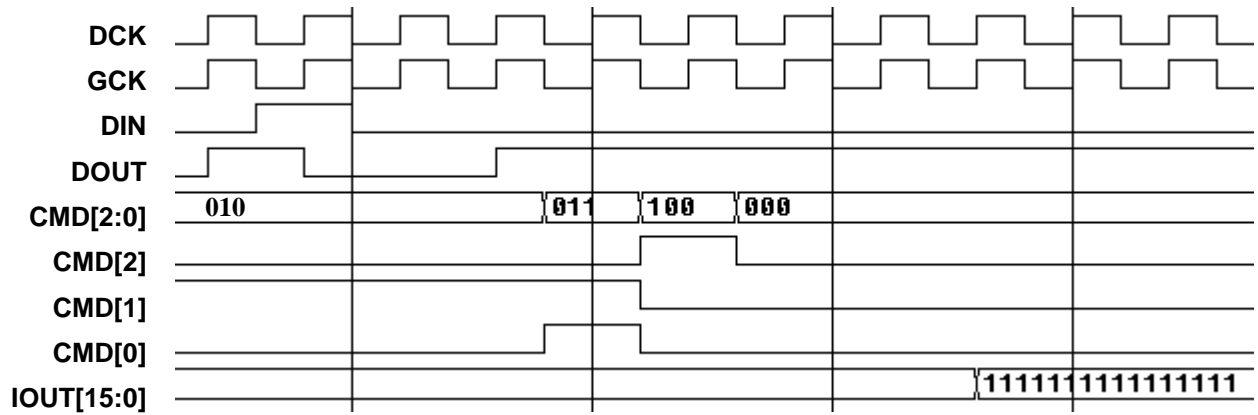 DCK
GCK
DIN
DOUT
CMD[2:0] 010 011 100 000
CMD[2]
CMD[1]
CMD[0]
IOUT[15:0] 1111111111111111